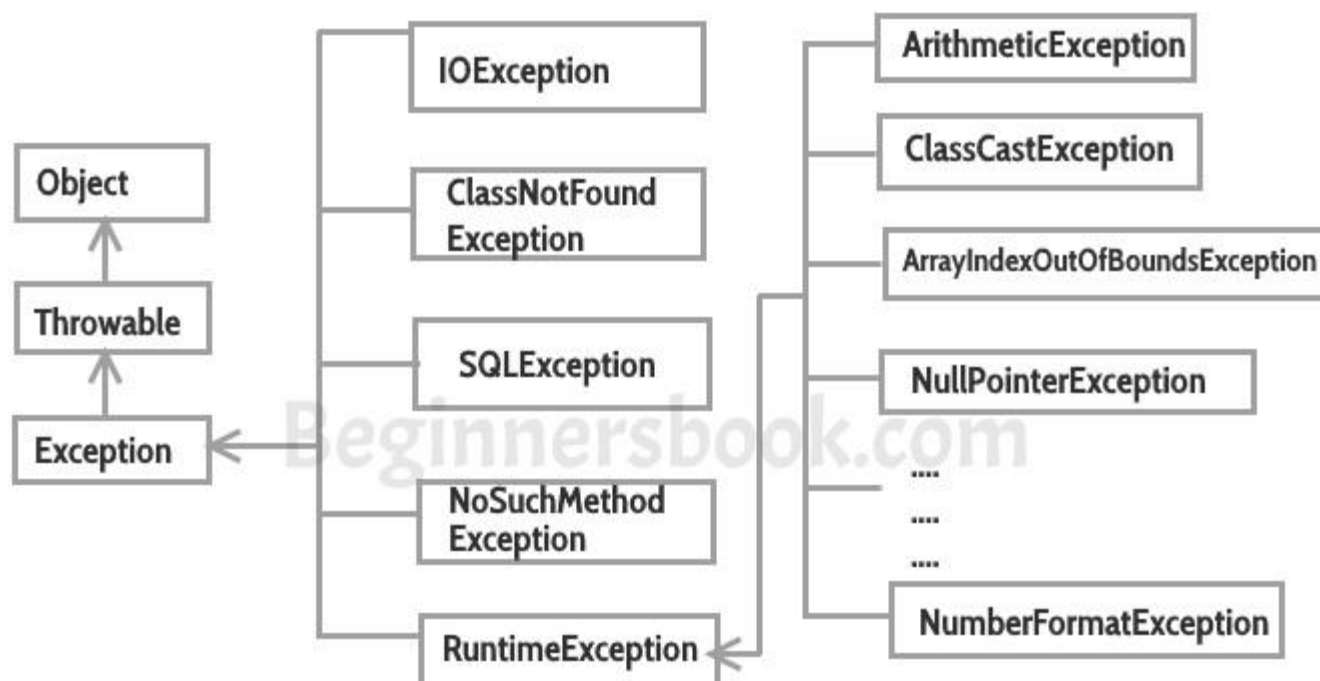 Object
Throwable
Exception
IOException
ClassNotFound
Exception
SQLException
NoSuchMethod
Exception
RuntimeException
ArithmeticException
ClassCastException
ArrayIndexOutOfBoundsException
NullPointerException
....
....
....
NumberFormatException
Beginnersbook.com